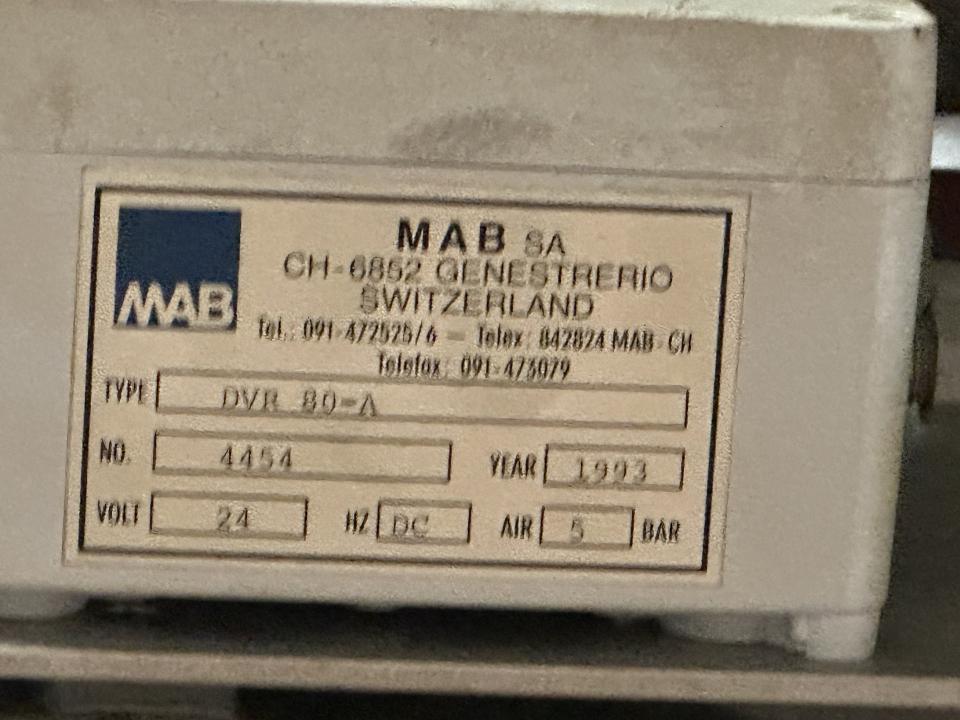 MAB
MAB SA
CH-6852 GENESTRERIO
SWITZERLAND
Tel.: 091-472525/6 — Telex: 842824 MAB-CH
Telefax: 091-473079
TYPE DVR 80-A
NO. 4454 YEAR 1993
VOLT 24 HZ DC AIR 5 BAR